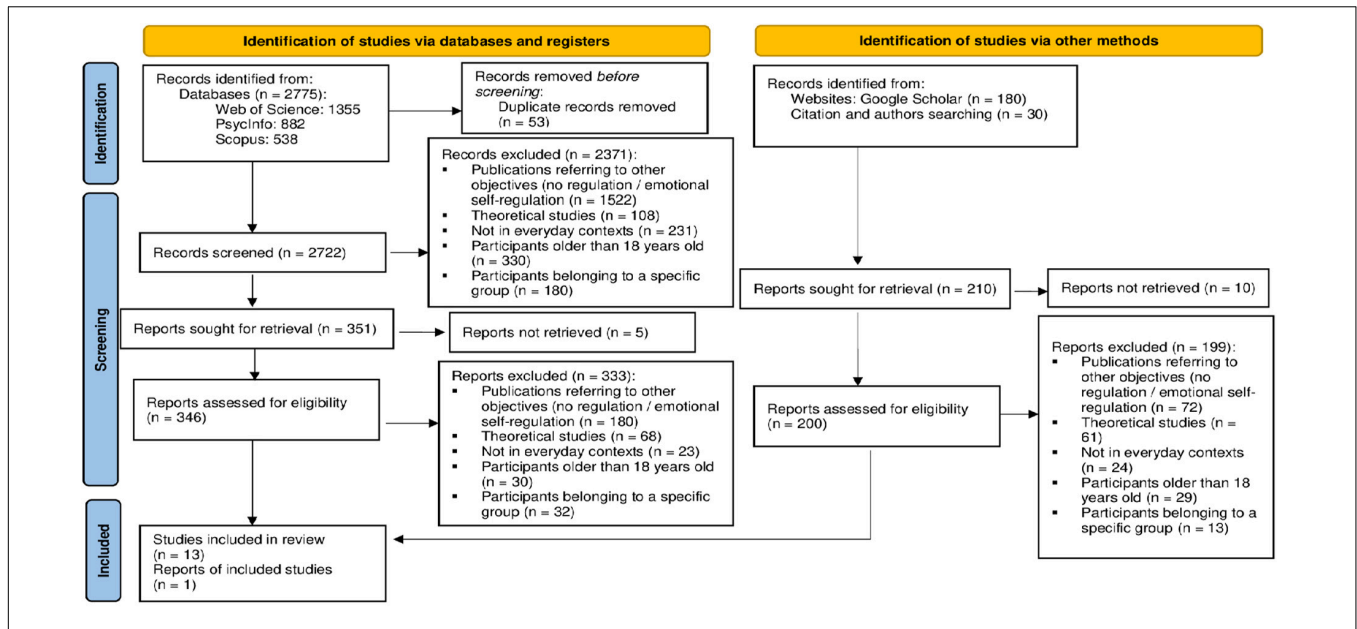 Identification of studies via databases and registers
Identification of studies via other methods
Identification
Records identified from:
Databases (n = 2775):
Web of Science: 1355
PsycInfo: 882
Scopus: 538
Records removed before
screening:
Duplicate records removed
(n = 53)
Records identified from:
Websites: Google Scholar (n = 180)
Citation and authors searching (n = 30)
Screening
Records screened (n = 2722)
Records excluded (n = 2371):
▪ Publications referring to other
objectives (no regulation / emotional
self-regulation (n = 1522)
▪ Theoretical studies (n = 108)
▪ Not in everyday contexts (n = 231)
▪ Participants older than 18 years old
(n = 330)
▪ Participants belonging to a specific
group (n = 180)
Reports sought for retrieval = 210)
Reports not retrieved (n = 10)
Reports sought for retrieval (n = 351)
Reports not retrieved (n = 5)
Reports assessed for eligibility
(n = 346)
Reports excluded (n = 333):
▪ Publications referring to other
objectives (no regulation / emotional
self-regulation (n = 180)
▪ Theoretical studies (n = 68)
▪ Not in everyday contexts (n = 23)
▪ Participants older than 18 years old
(n = 30)
▪ Participants belonging to a specific
group (n = 32)
Reports assessed for eligibility
(n = 200)
Reports excluded (n = 199):
▪ Publications referring to
other objectives (no
regulation / emotional self-
regulation (n = 72)
▪ Theoretical studies (n =
61)
▪ Not in everyday contexts
(n = 24)
▪ Participants older than 18
years old (n = 29)
▪ Participants belonging to a
specific group (n = 13)
Included
Studies included in review
(n = 13)
Reports of included studies
(n = 1)